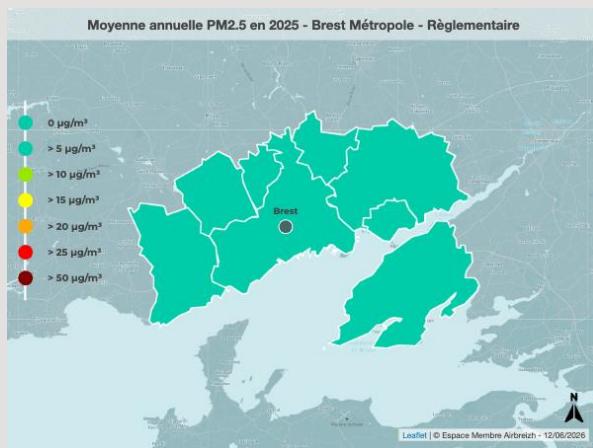 Moyenne annuelle PM2.5 en 2025 - Brest Métropole - Règlementaire
0 µg/m³
> 5 µg/m³
> 10 µg/m³
> 15 µg/m³
> 20 µg/m³
> 25 µg/m³
> 50 µg/m³
Brest
N
Leaflet | © Espace Membre Airbreizh - 12/06/2026